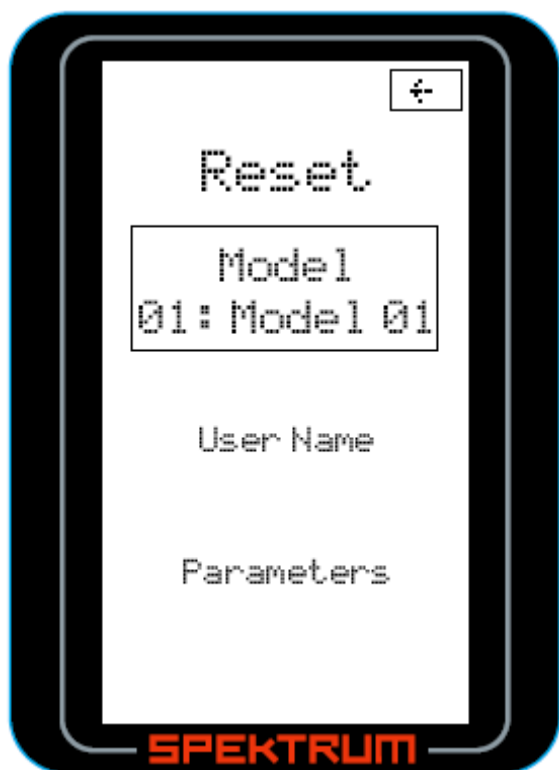 Reset
Model
01: Model 01
User Name
Parameters
SPEKTRUM